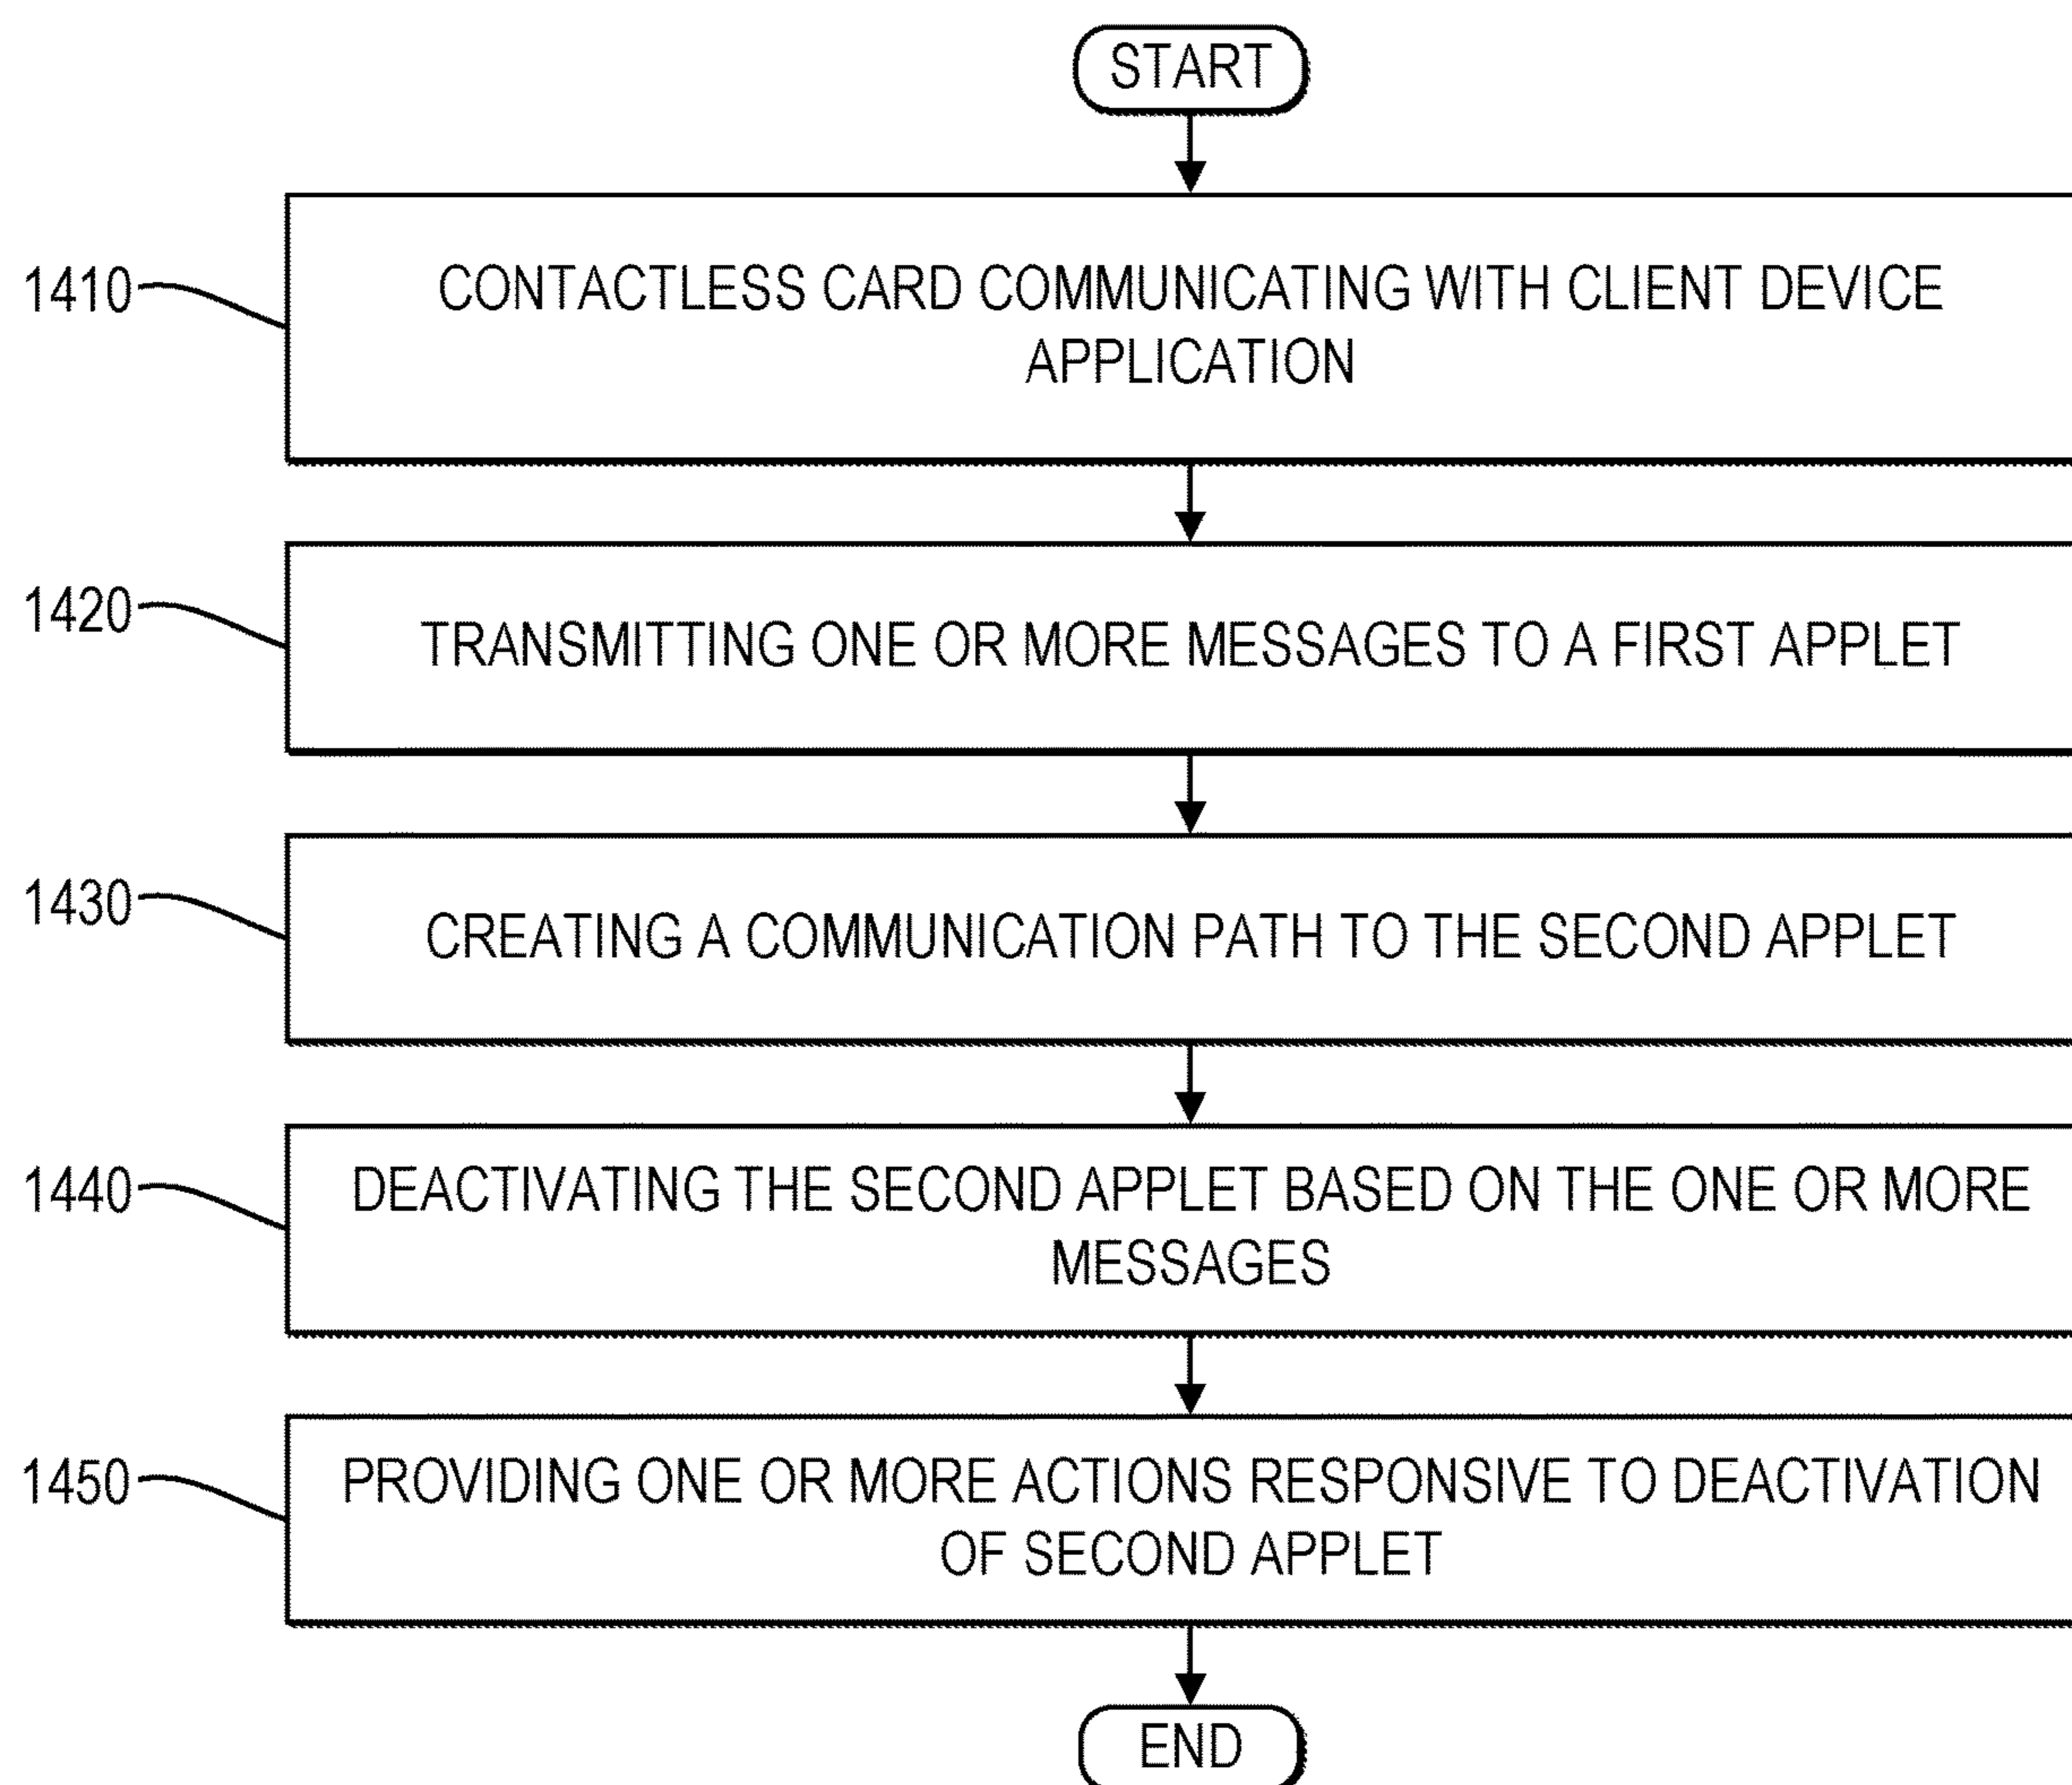 START
1410
CONTACTLESS CARD COMMUNICATING WITH CLIENT DEVICE
APPLICATION
1420
TRANSMITTING ONE OR MORE MESSAGES TO A FIRST APPLET
1430
CREATING A COMMUNICATION PATH TO THE SECOND APPLET
1440
DEACTIVATING THE SECOND APPLET BASED ON THE ONE OR MORE
MESSAGES
1450
PROVIDING ONE OR MORE ACTIONS RESPONSIVE TO DEACTIVATION
OF SECOND APPLET
END